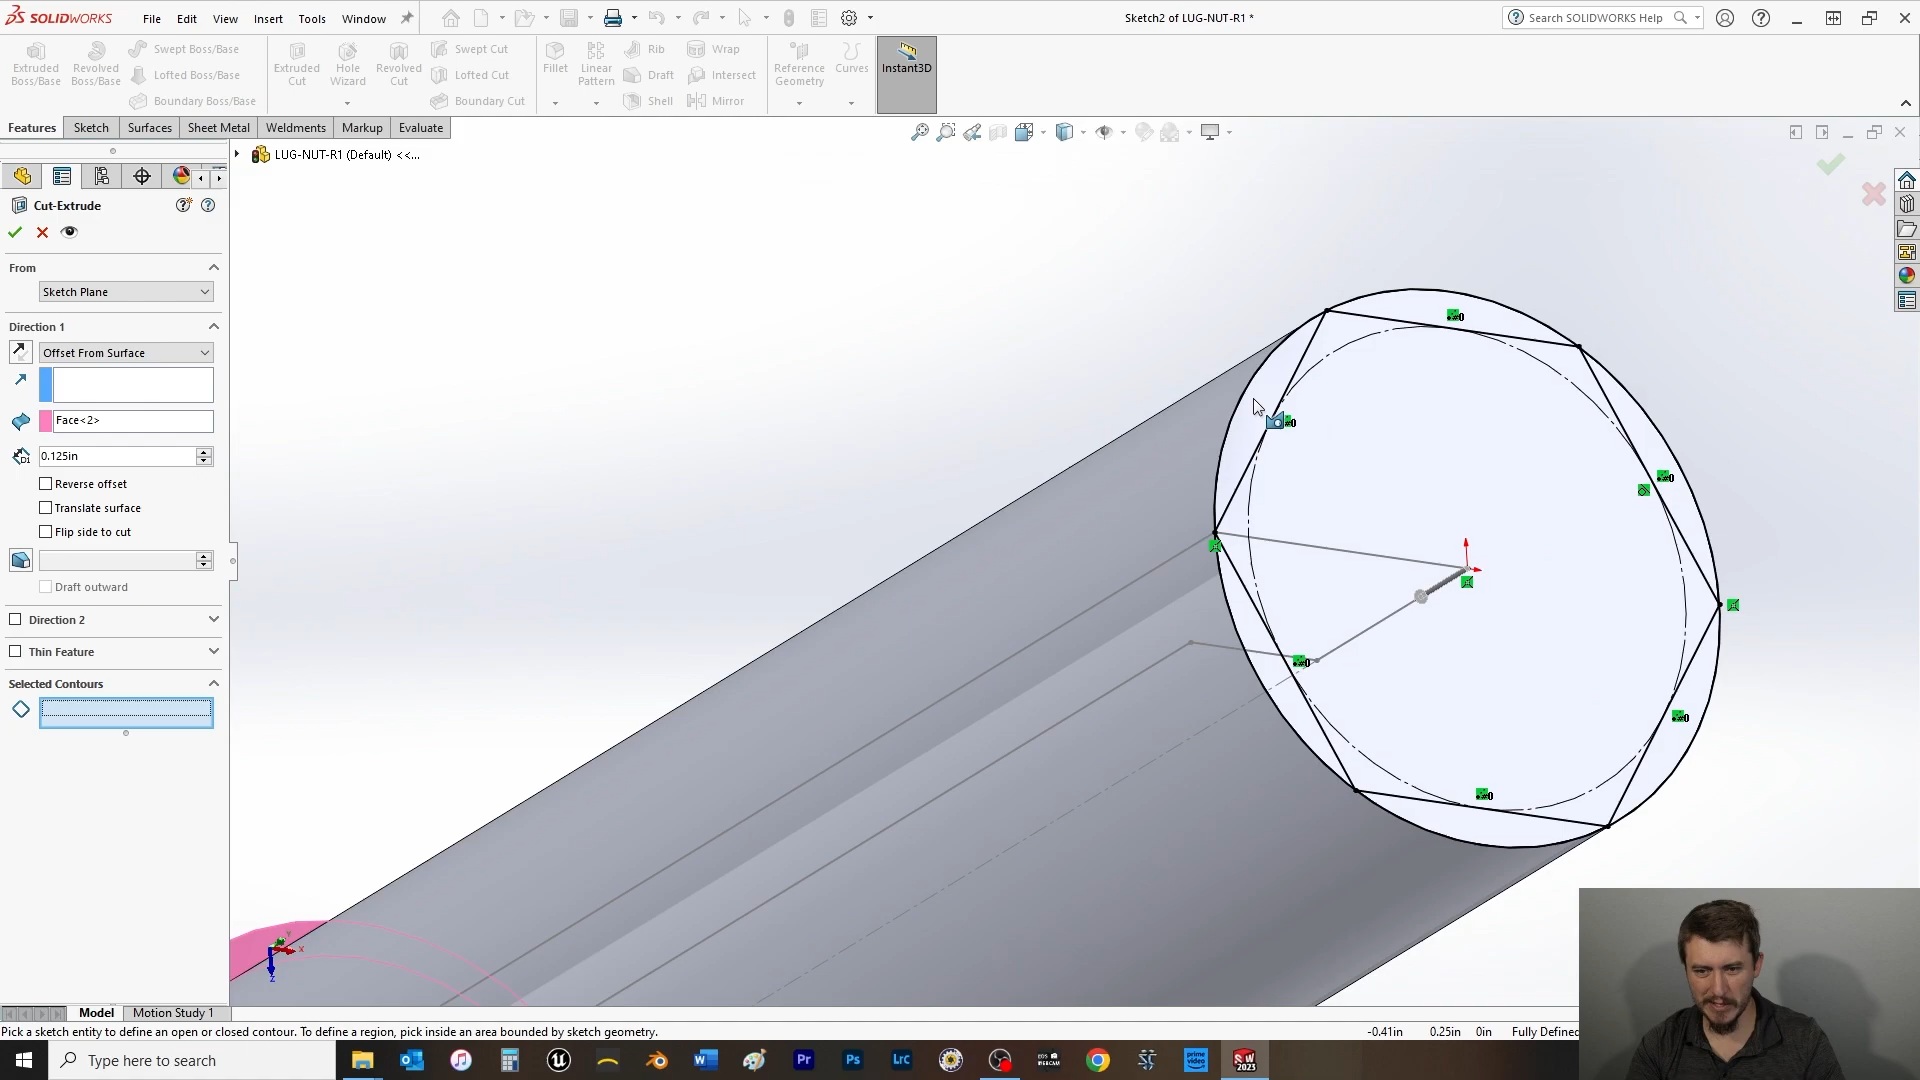 SOLIDWORKS
File
Edit
View
Insert
Tools
Window
Sketch2 of LUG-NUT-R1 *
Search SOLIDWORKS Help
Extruded Boss/Base
Revolved Boss/Base
Swept Boss/Base
Lofted Boss/Base
Boundary Boss/Base
Extruded Cut
Hole Wizard
Revolved Cut
Swept Cut
Lofted Cut
Boundary Cut
Fillet
Linear Pattern
Rib
Draft
Shell
Wrap
Intersect
Mirror
Reference Geometry
Curves
Instant3D
Features
Sketch
Surfaces
Sheet Metal
Weldments
Markup
Evaluate
LUG-NUT-R1 (Default) <<...
Cut-Extrude
From
Sketch Plane
Direction 1
Offset From Surface
Face<2>
0.125in
Reverse offset
Translate surface
Flip side to cut
Draft outward
Direction 2
Thin Feature
Selected Contours
Model
Motion Study 1
Pick a sketch entity to define an open or closed contour. To define a region, pick inside an area bounded by sketch geometry.
-0.41in
0.25in
0in
Fully Defined
Type here to search